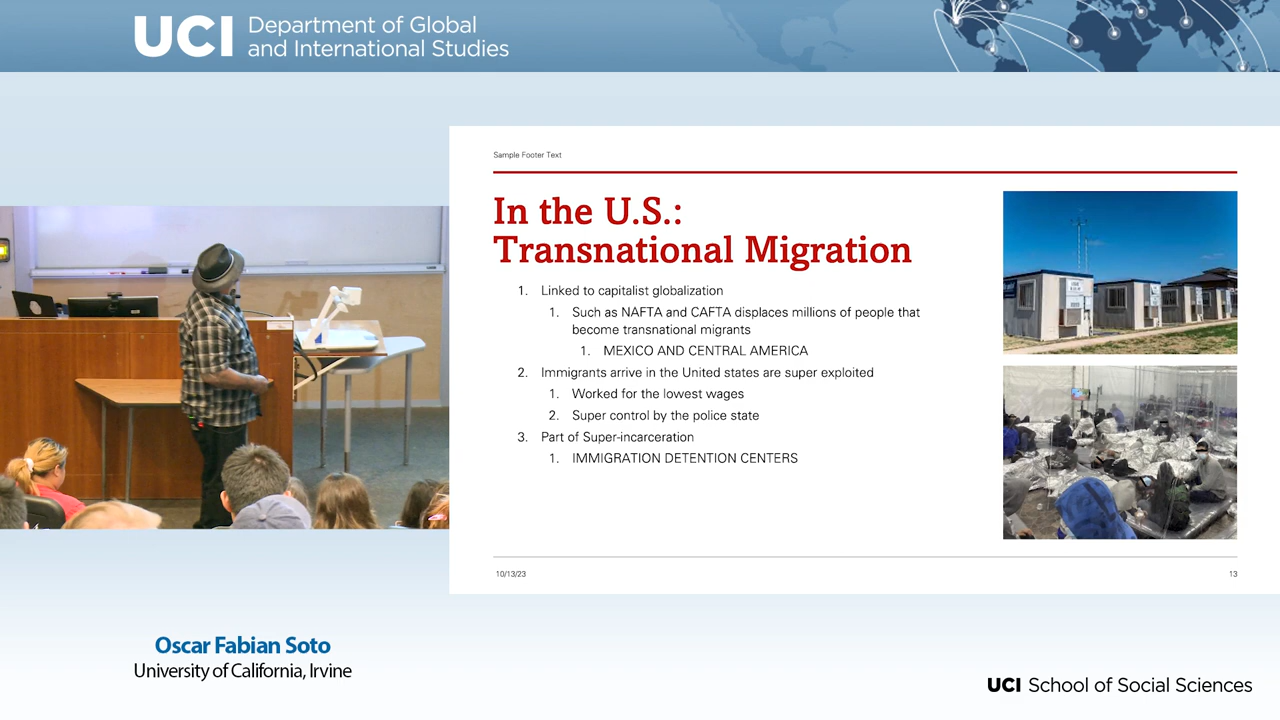 UCI Department of Global
and International Studies
Sample Footer Text
In the U.S.:
Transnational Migration
1. Linked to capitalist globalization
1. Such as NAFTA and CAFTA displaces millions of people that
become transnational migrants
1. MEXICO AND CENTRAL AMERICA
2. Immigrants arrive in the United states are super exploited
1. Worked for the lowest wages
2. Super control by the police state
3. Part of Super-incarceration
1. IMMIGRATION DETENTION CENTERS
10/13/23
13
Oscar Fabian Soto
University of California, Irvine
UCI School of Social Sciences